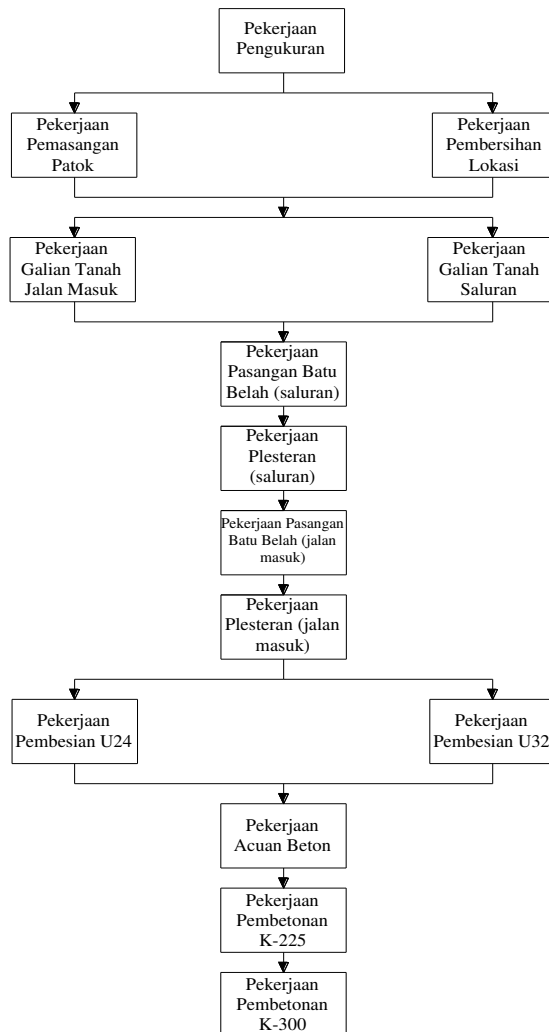 Pekerjaan
Pengukuran
Pekerjaan
Pemasangan
Patok
Pekerjaan
Pembersihan
Lokasi
Pekerjaan
Galian Tanah
Jalan Masuk
Pekerjaan
Galian Tanah
Saluran
Pekerjaan
Pasangan Batu
Belah (saluran)
Pekerjaan
Plesteran
(saluran)
Pekerjaan Pasangan
Batu Belah (jalan
masuk)
Pekerjaan
Plesteran (jalan
masuk)
Pekerjaan
Pembesian U24
Pekerjaan
Pembesian U32
Pekerjaan
Acuan Beton
Pekerjaan
Pembetonan
K-225
Pekerjaan
Pembetonan
K-300